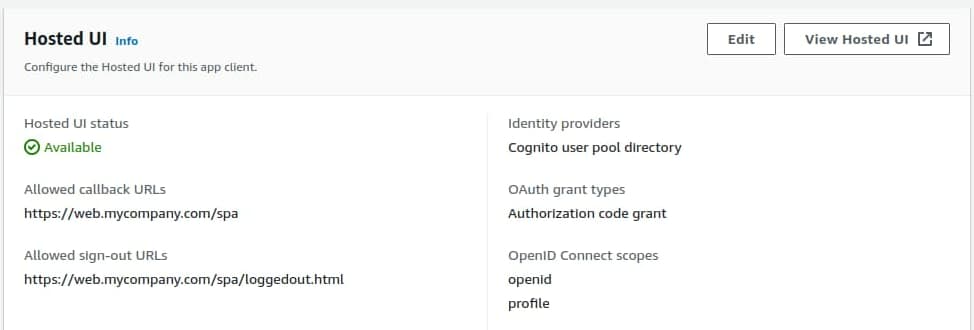 Hosted UI Info
Edit
View Hosted UI
Configure the Hosted UI for this app client.
Hosted UI status
Available
Allowed callback URLs
https://web.mycompany.com/spa
Allowed sign-out URLs
https://web.mycompany.com/spa/loggedout.html
Identity providers
Cognito user pool directory
OAuth grant types
Authorization code grant
OpenID Connect scopes
openid
profile